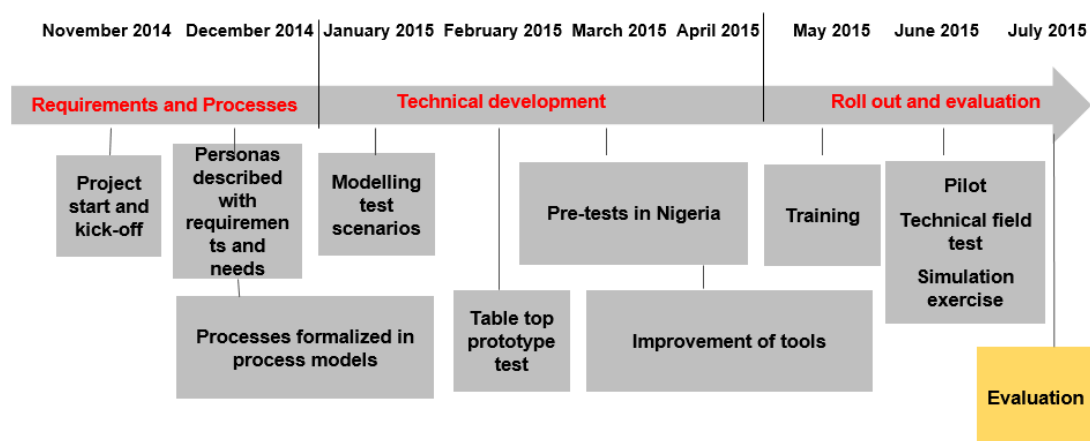 November 2014 December 2014 January 2015 February 2015 March 2015 April 2015 May 2015 June 2015 July 2015
Requirements and Processes Technical development Roll out and evaluation
Project
start and
kick-off
Personas
described
with
requiremen
ts and
needs
Modelling
test
scenarios
Pre-tests in Nigeria
Training
Pilot
Technical field
test
Simulation
exercise
Processes formalized in
process models
Table top
prototype
test
Improvement of tools
Evaluation